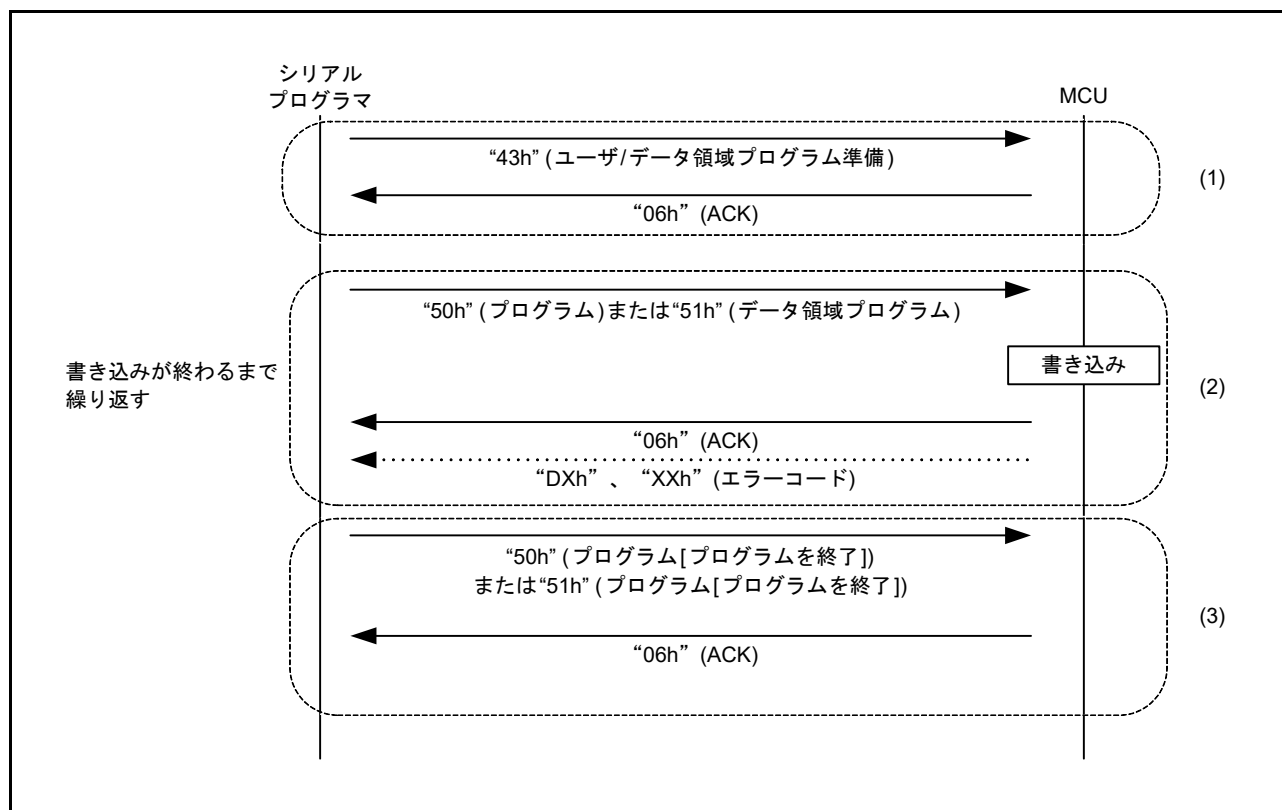 シリアル
プログラマ
MCU
“43h” (ユーザ/データ領域プログラム準備)
“06h” (ACK)
(1)
“50h” (プログラム)または“51h” (データ領域プログラム)
書き込み
書き込みが終わるまで
繰り返す
(2)
“06h” (ACK)
“DXh” 、 “XXh” (エラーコード)
“50h” (プログラム[プログラムを終了])
または“51h” (プログラム[プログラムを終了])
(3)
“06h” (ACK)